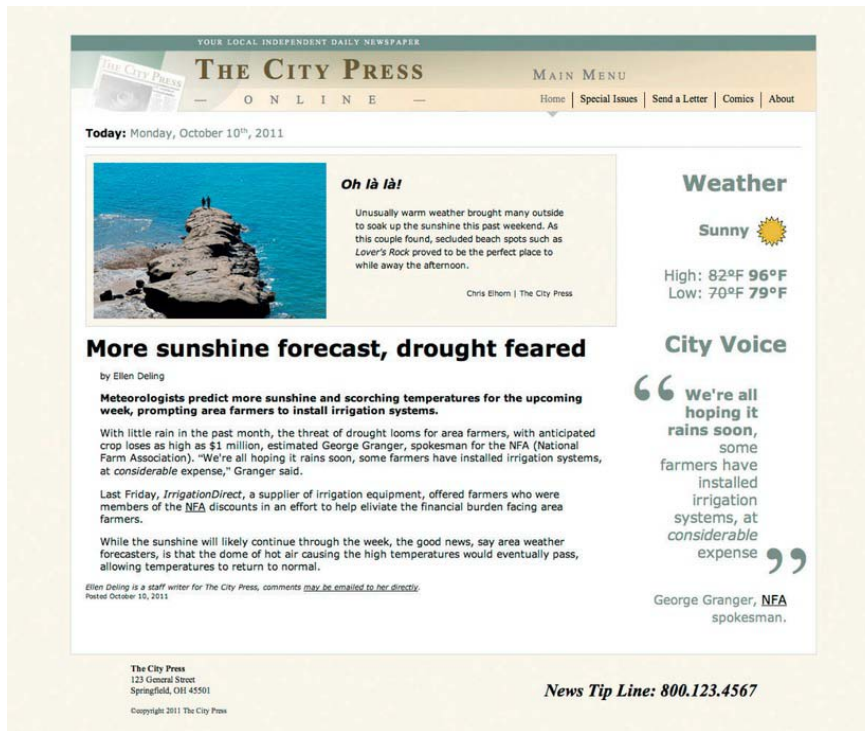 YOUR LOCAL INDEPENDENT DAILY NEWSPAPER
THE CITY PRESS
THE CITY PRESS
— O N L I N E —
MAIN MENU
Home | Special Issues | Send a Letter | Comics | About
Today: Monday, October 10th, 2011
Oh là là!
Unusually warm weather brought many outside
to soak up the sunshine this past weekend. As
this couple found, secluded beach spots such as
Lover's Rock proved to be the perfect place to
while away the afternoon.
Chris Elhorn | The City Press
More sunshine forecast, drought feared
by Ellen Deling
Meteorologists predict more sunshine and scorching temperatures for the upcoming
week, prompting area farmers to install irrigation systems.
With little rain in the past month, the threat of drought looms for area farmers, with anticipated
crop loses as high as $1 million, estimated George Granger, spokesman for the NFA (National
Farm Association). “We're all hoping it rains soon, some farmers have installed irrigation systems,
at considerable expense," Granger said.
Last Friday, IrrigationDirect, a supplier of irrigation equipment, offered farmers who were
members of the NFA discounts in an effort to help eliviate the financial burden facing area
farmers.
While the sunshine will likely continue through the week, the good news, say area weather
forecasters, is that the dome of hot air causing the high temperatures would eventually pass,
allowing temperatures to return to normal.
Ellen Deling is a staff writer for The City Press, comments may be emailed to her directly.
Posted October 10, 2011
Weather
Sunny
High: 82ºF 96°F
Low: 70ºF 79°F
City Voice
“ We're all
hoping it
rains soon,
some
farmers have
installed
irrigation
systems, at
considerable
expense ”
George Granger, NFA
spokesman.
The City Press
123 General Street
Springfield, OH 45501
©copyright 2011 The City Press
News Tip Line: 800.123.4567